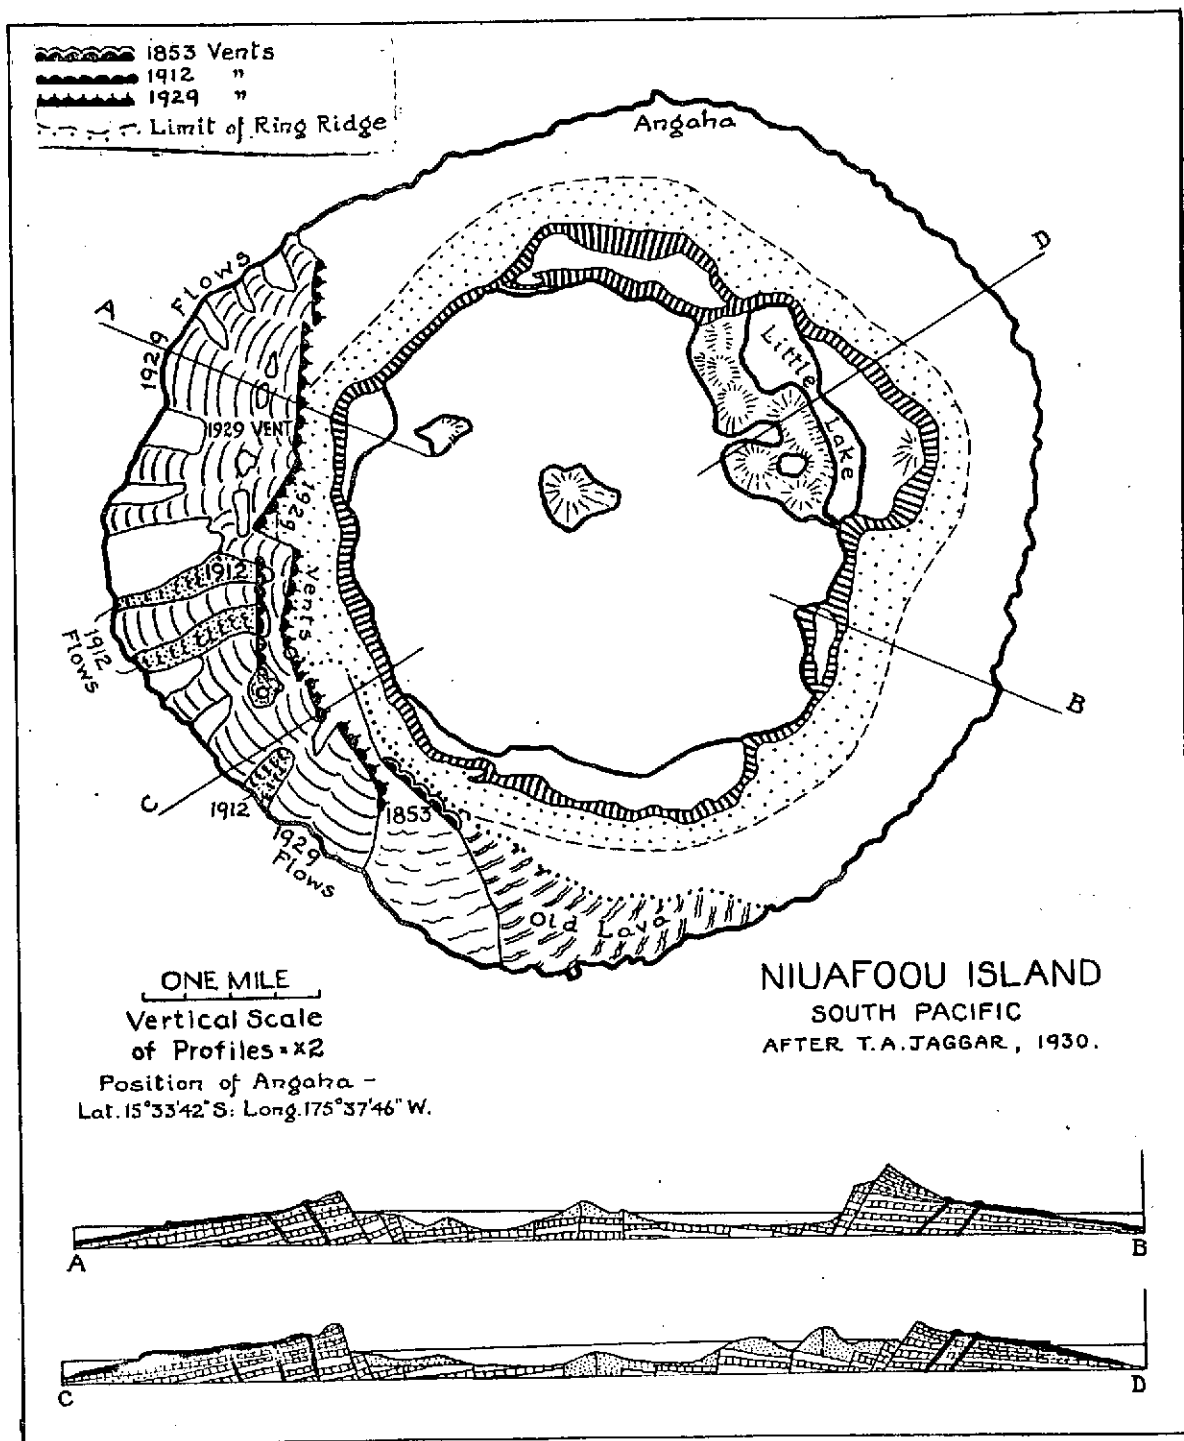 1853 Vents
1912 "
1929 "
Limit of Ring Ridge
Angaha
D
A
1929 Flows
Little
Lake
1929 VENT
1929
Vents
1912
1912
Flows
B
C
1912
1853
1929
Flows
Old Lava
ONE MILE
Vertical Scale
of Profiles = x2
Position of Angaha -
Lat. 15°33'42" S: Long. 175°37'46" W.
NIUAFOOU ISLAND
SOUTH PACIFIC
AFTER T.A. JAGGAR, 1930.
A
B
C
D